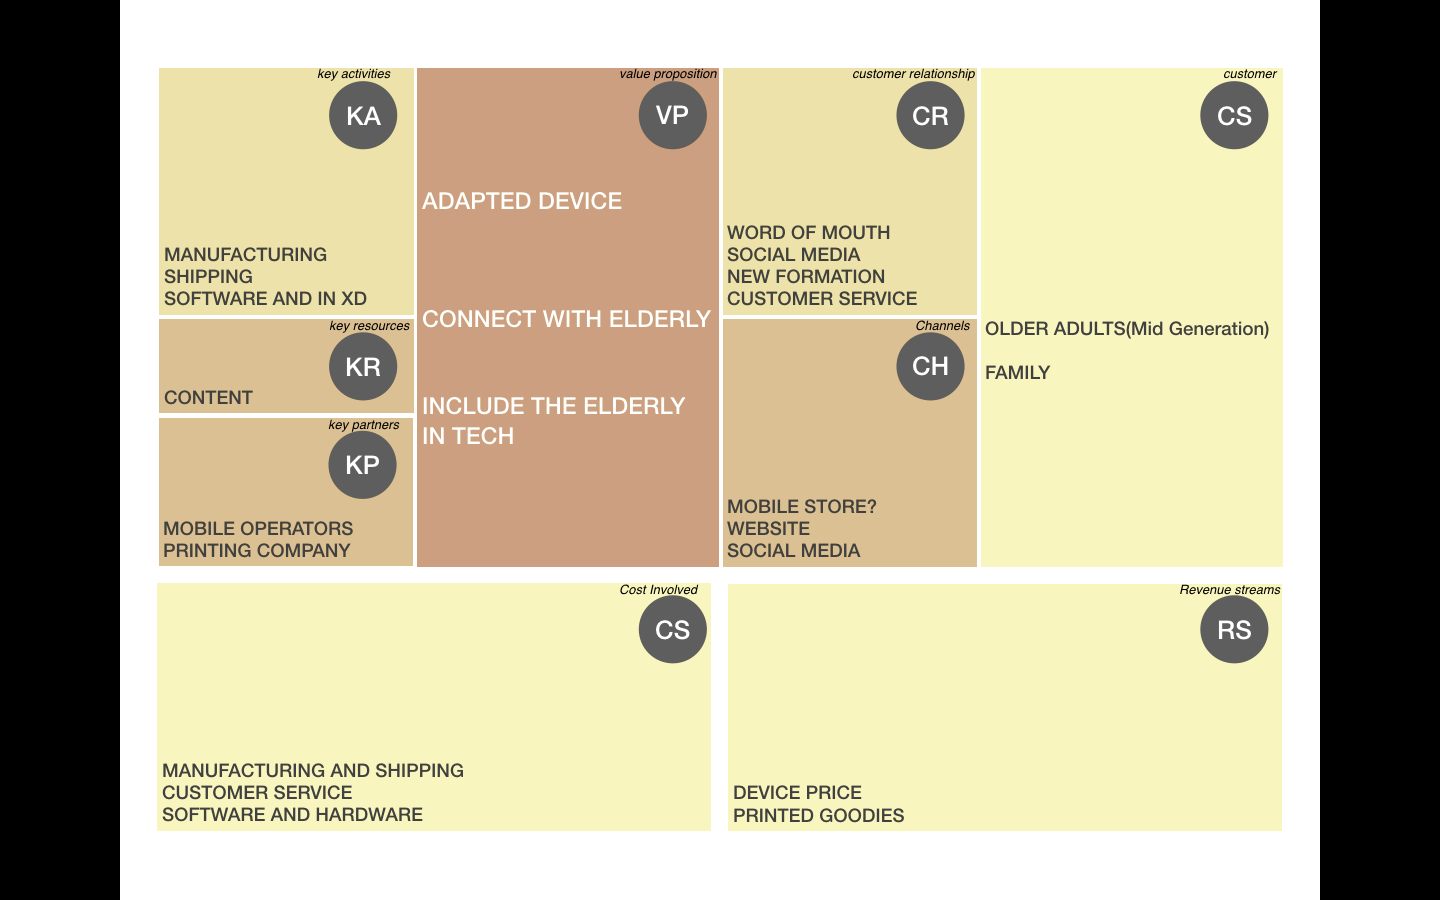 key activities
KA
MANUFACTURING
SHIPPING
SOFTWARE AND IN XD
key resources
KR
CONTENT
key partners
KP
MOBILE OPERATORS
PRINTING COMPANY
value proposition
VP
ADAPTED DEVICE
CONNECT WITH ELDERLY
INCLUDE THE ELDERLY
IN TECH
customer relationship
CR
WORD OF MOUTH
SOCIAL MEDIA
NEW FORMATION
CUSTOMER SERVICE
Channels
CH
MOBILE STORE?
WEBSITE
SOCIAL MEDIA
customer
CS
OLDER ADULTS(Mid Generation)
FAMILY
Cost Involved
CS
MANUFACTURING AND SHIPPING
CUSTOMER SERVICE
SOFTWARE AND HARDWARE
Revenue streams
RS
DEVICE PRICE
PRINTED GOODIES